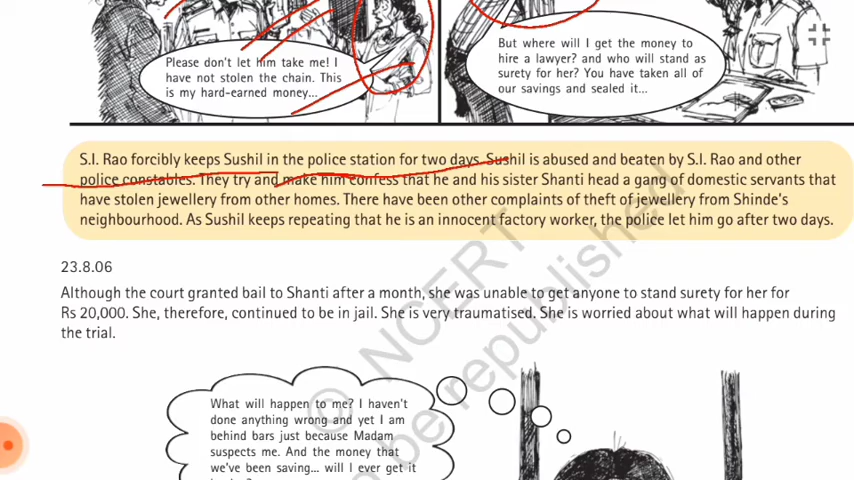 Please don't let him take me! I
have not stolen the chain. This
is my hard-earned money...
But where will I get the money to
hire a lawyer? and who will stand as
surety for her? You have taken all of
our savings and sealed it...
S.I. Rao forcibly keeps Sushil in the police station for two days. Sushil is abused and beaten by S.I. Rao and other
police constables. They try and make him confess that he and his sister Shanti head a gang of domestic servants that
have stolen jewellery from other homes. There have been other complaints of theft of jewellery from Shinde's
neighbourhood. As Sushil keeps repeating that he is an innocent factory worker, the police let him go after two days.
23.8.06
Although the court granted bail to Shanti after a month, she was unable to get anyone to stand surety for her for
Rs 20,000. She, therefore, continued to be in jail. She is very traumatised. She is worried about what will happen during
the trial.
What will happen to me? I haven't
done anything wrong and yet I am
behind bars just because Madam
suspects me. And the money that
we've been saving... will I ever get it
© NCERT
be republished